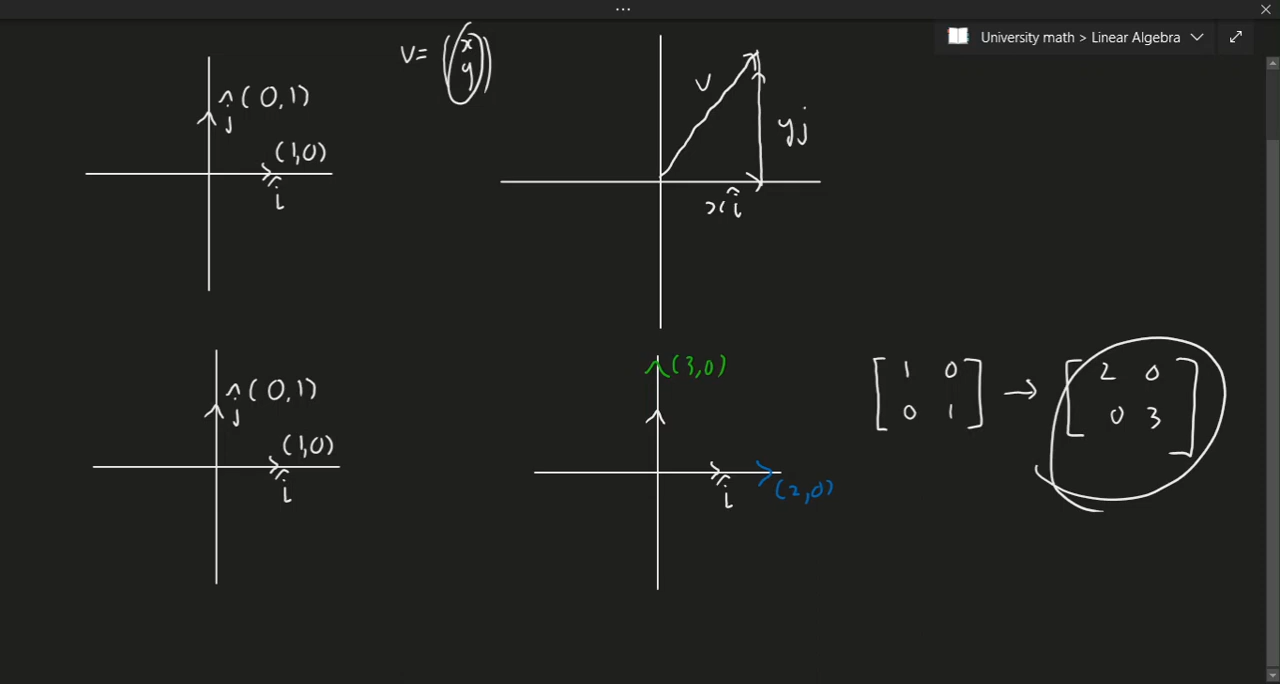 ...
University math > Linear Algebra
v = (x
y)
ĵ (0,1)
(1,0)
î
v
yj
xî
ĵ (0,1)
(1,0)
î
(3,0)
î
(2,0)
[1 0
0 1] → [2 0
0 3]